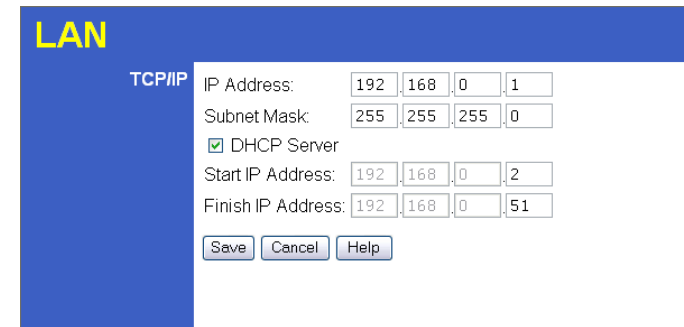 LAN
TCP/IP
IP Address: 192 . 168 . 0 . 1
Subnet Mask: 255 . 255 . 255 . 0
DHCP Server
Start IP Address: 192 . 168 . 0 . 2
Finish IP Address: 192 . 168 . 0 . 51
Save Cancel Help